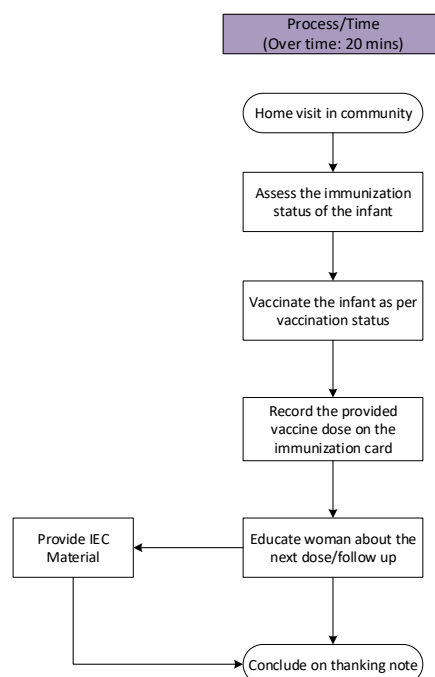 Process/Time
(Over time: 20 mins)
Home visit in community
Assess the immunization
status of the infant
Vaccinate the infant as per
vaccination status
Record the provided
vaccine dose on the
immunization card
Provide IEC
Material
Educate woman about the
next dose/follow up
Conclude on thanking note